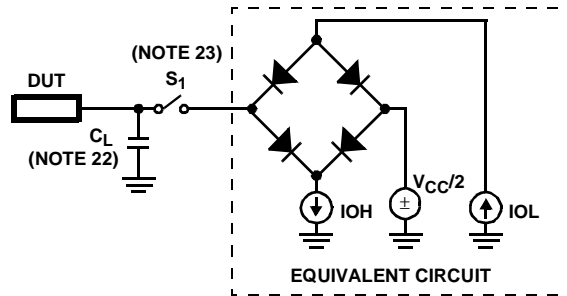 (NOTE 23)
S1
DUT
CL
(NOTE 22)
VCC/2
±
IOH
IOL
EQUIVALENT CIRCUIT